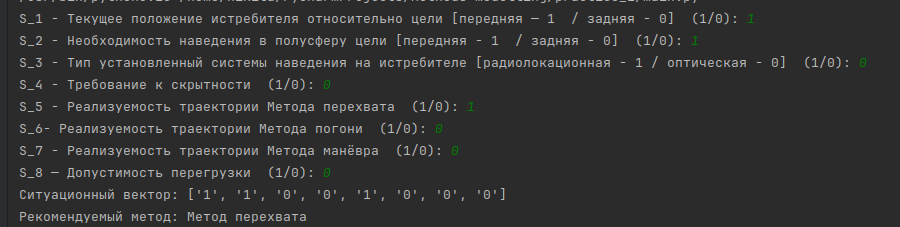 S_1 - Текущее положение истребителя относительно цели [передняя – 1  / задняя - 0]  (1/0): 1
S_2 - Необходимость наведения в полусферу цели [передняя - 1  / задняя - 0]  (1/0): 1
S_3 - Тип установленный системы наведения на истребителе [радиолокационная - 1 / оптическая - 0]  (1/0): 0
S_4 - Требование к скрытности  (1/0): 0
S_5 - Реализуемость траектории Метода перехвата  (1/0): 1
S_6- Реализуемость траектории Метода погони  (1/0): 0
S_7 - Реализуемость траектории Метода манёвра  (1/0): 0
S_8 – Допустимость перегрузки  (1/0): 0
Ситуационный вектор: ['1', '1', '0', '0', '1', '0', '0', '0']
Рекомендуемый метод: Метод перехвата